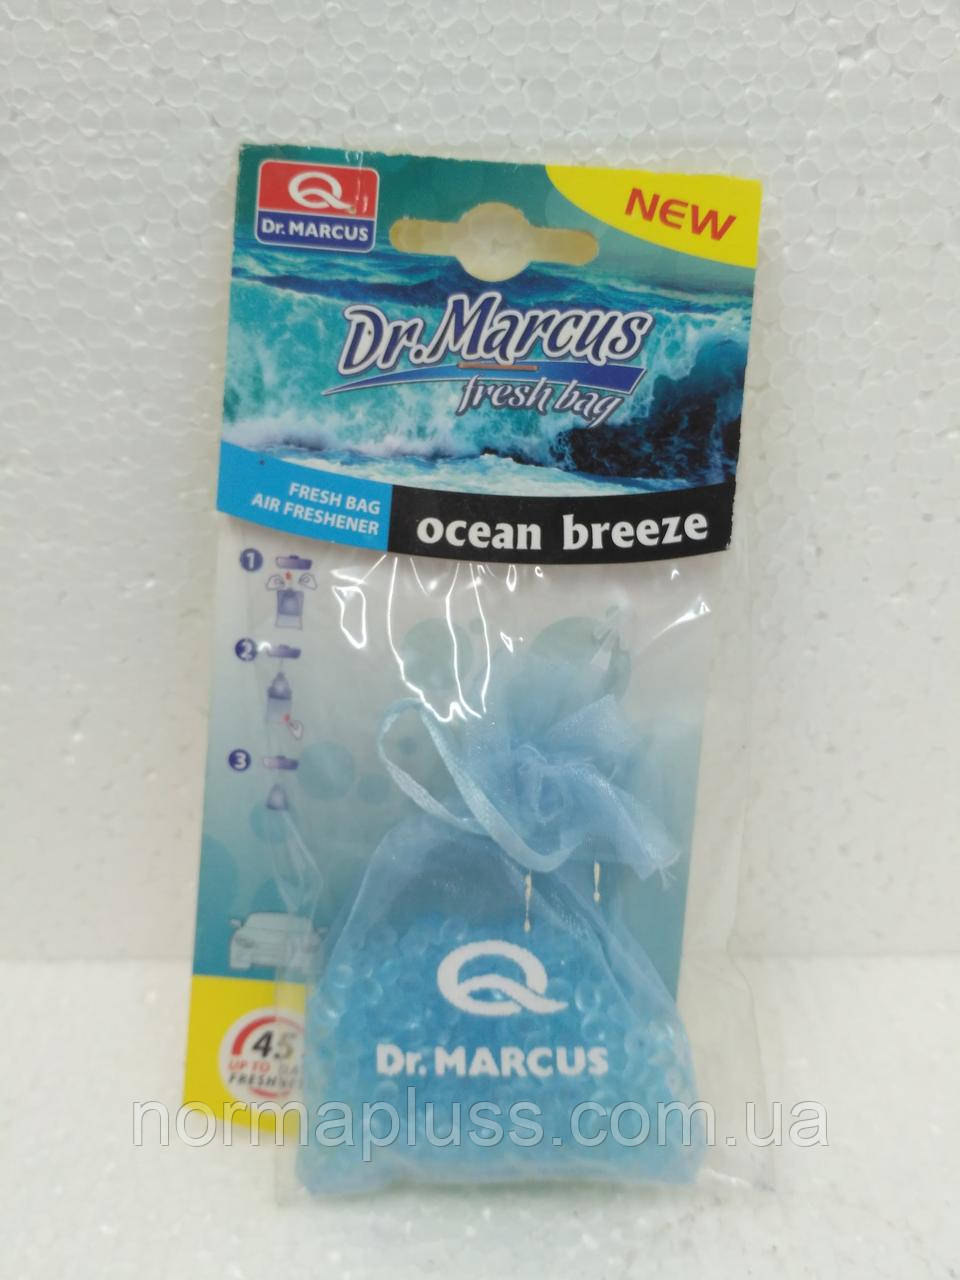 Dr. MARCUS
NEW
Dr. Marcus
fresh bag
FRESH BAG
AIR FRESHENER
ocean breeze
1
2
3
45
UP TO
FRESH
Dr. MARCUS
normapluss.com.ua